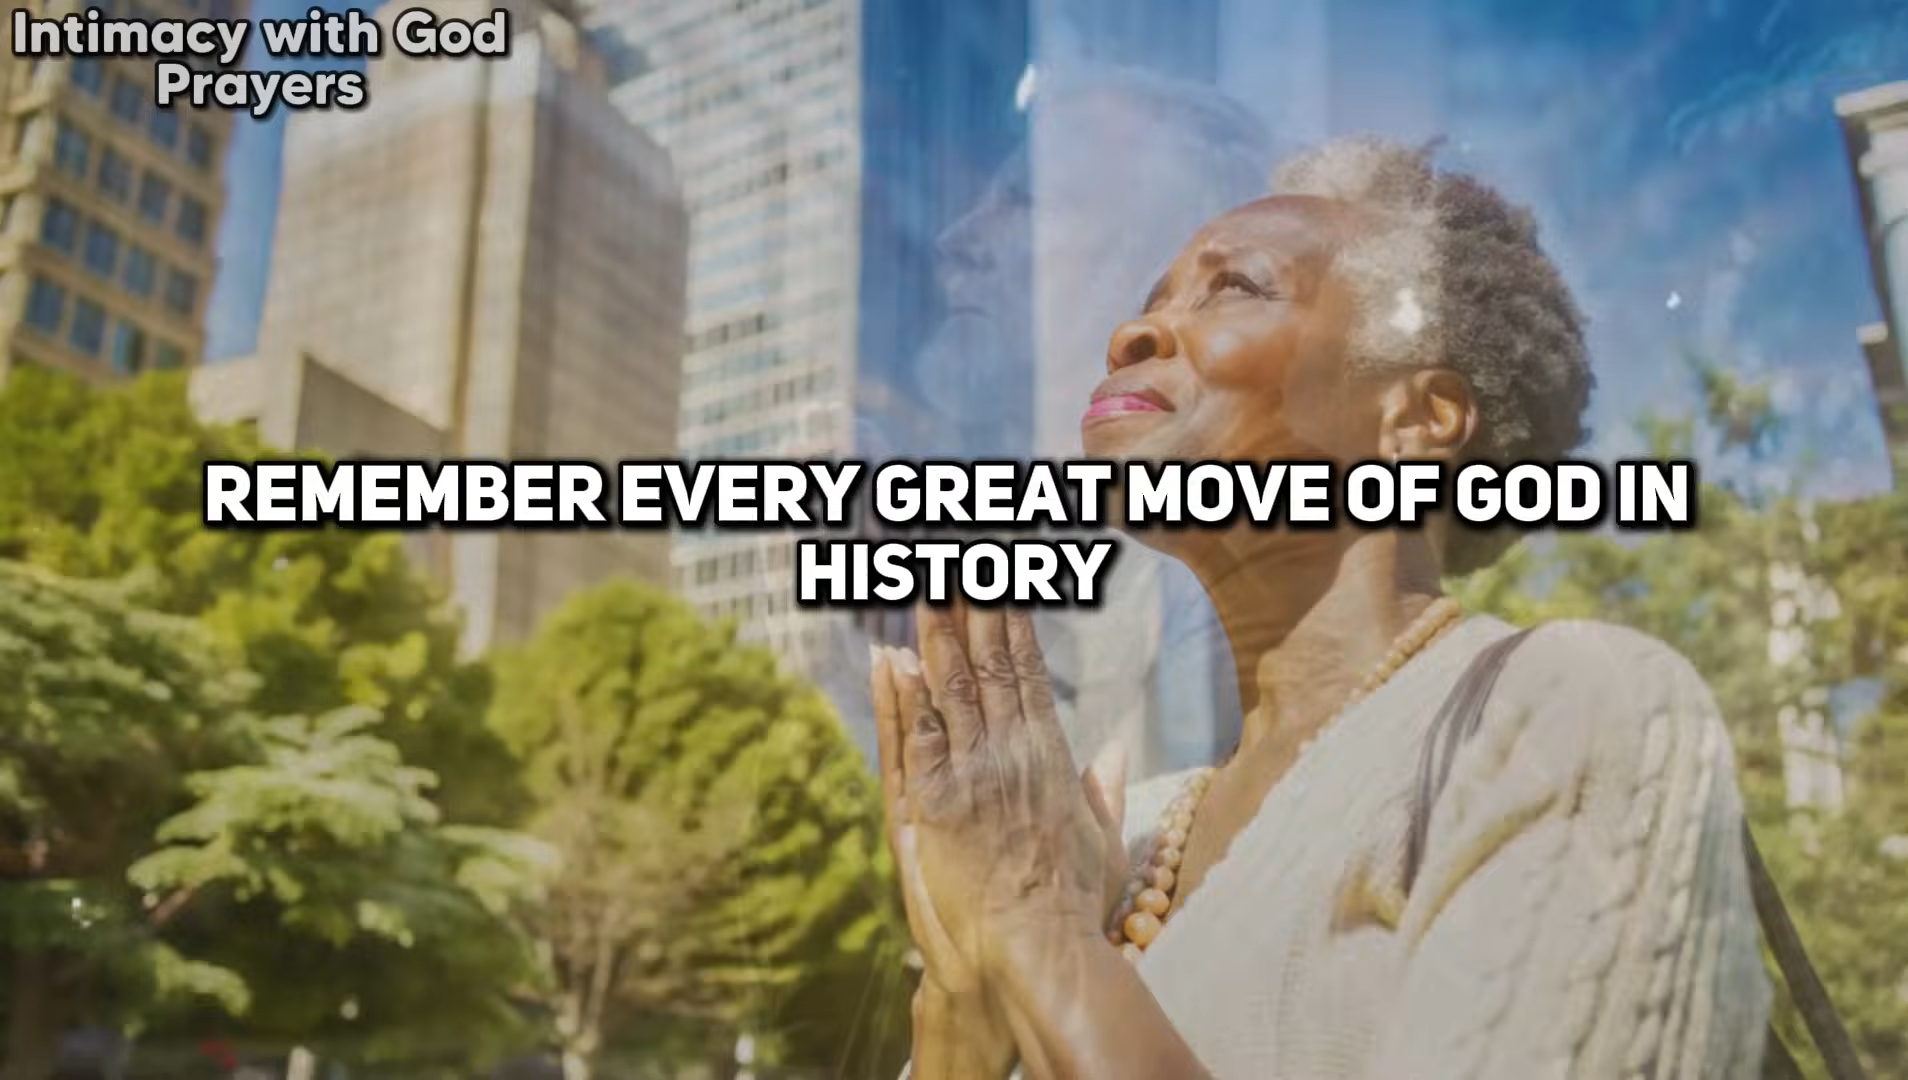 Intimacy with God
Prayers
REMEMBER EVERY GREAT MOVE OF GOD IN
HISTORY